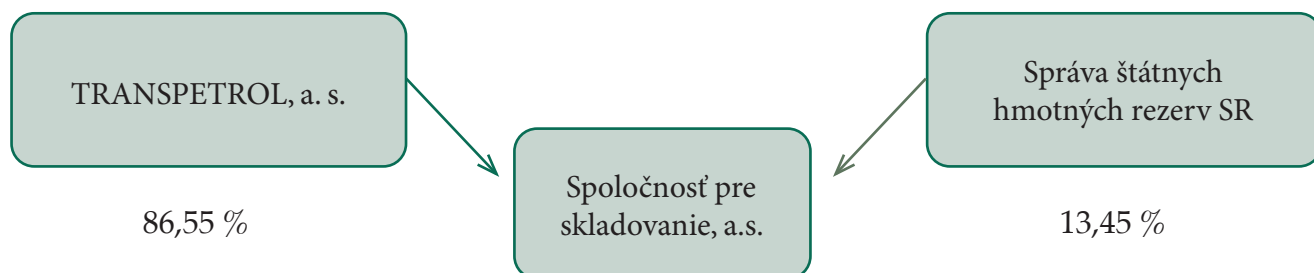 TRANSPETROL, a. s.
Správa štátnych
hmotných rezerv SR
Spoločnosť pre
skladovanie, a.s.
86,55 %
13,45 %